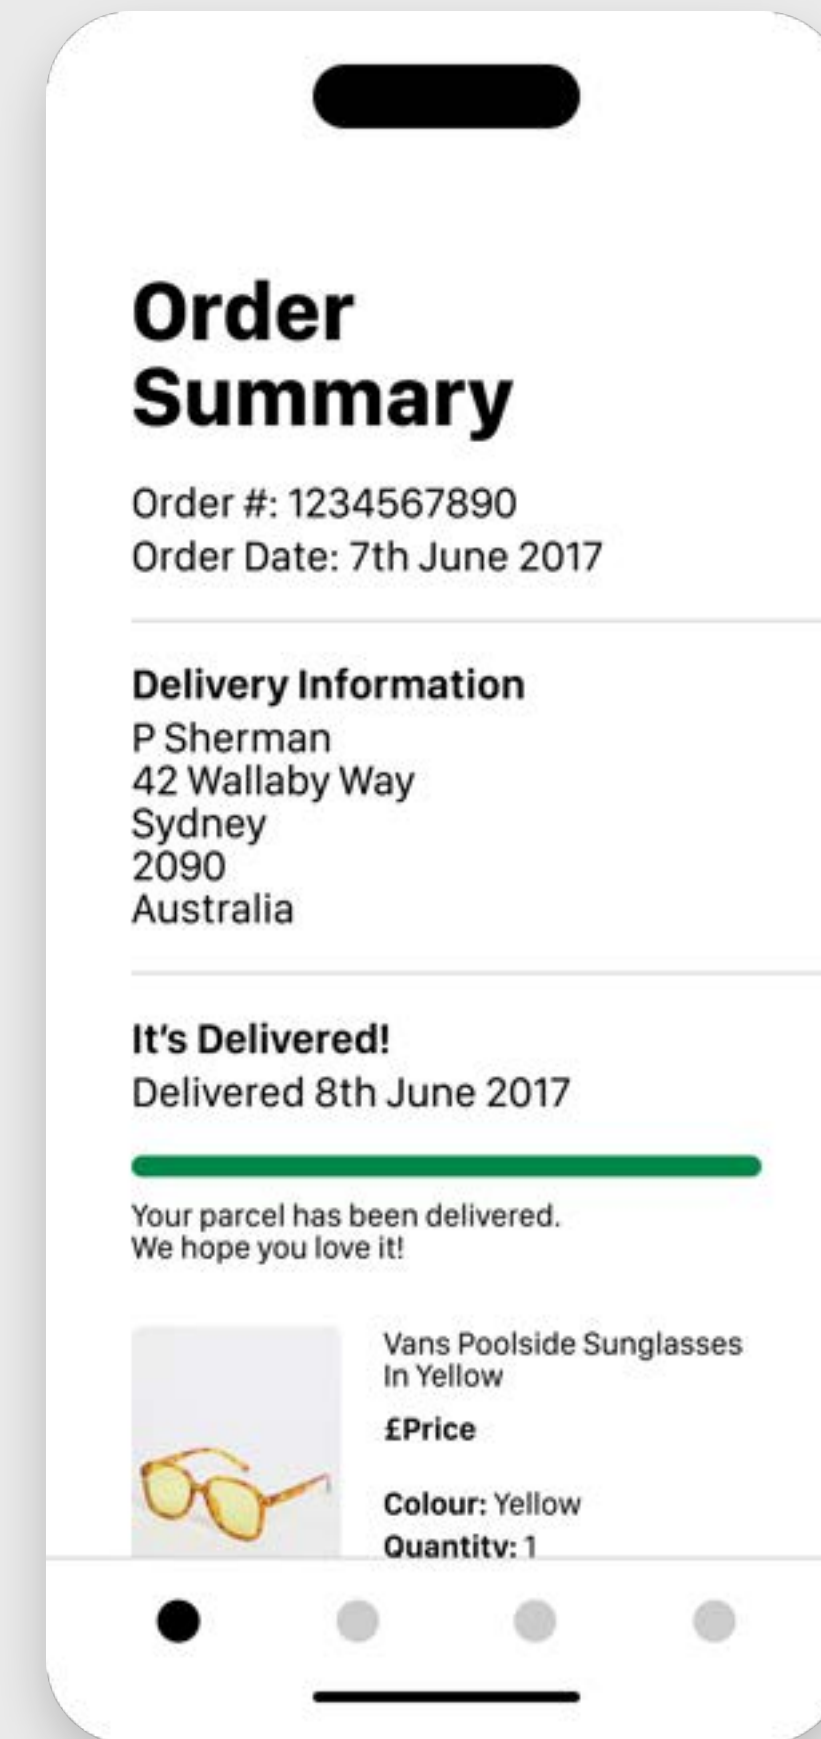 Order
Summary
Order #: 1234567890
Order Date: 7th June 2017
Delivery Information
P Sherman
42 Wallaby Way
Sydney
2090
Australia
It's Delivered!
Delivered 8th June 2017
Your parcel has been delivered.
We hope you love it!
Vans Poolside Sunglasses
In Yellow
£Price
Colour: Yellow
Quantity: 1